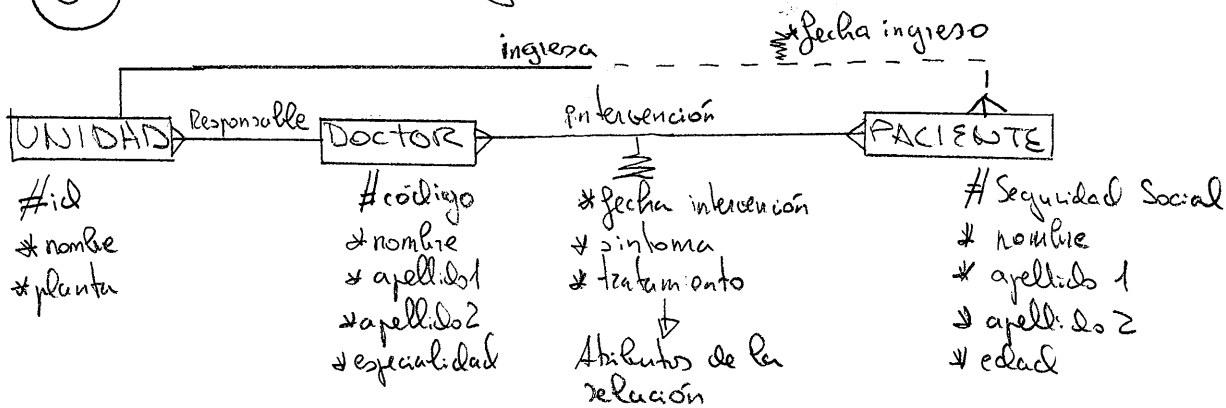 *fecha ingreso
ingresa
UNIDAD
Responsable
DOCTOR
intervención
PACIENTE
#id
*nombre
*planta
#código
*nombre
*apellido1
*apellido2
*especialidad
*fecha intervención
*síntoma
*tratamiento
Atributos de la
relación
# Seguridad Social
* nombre
* apellido 1
* apellido 2
* edad